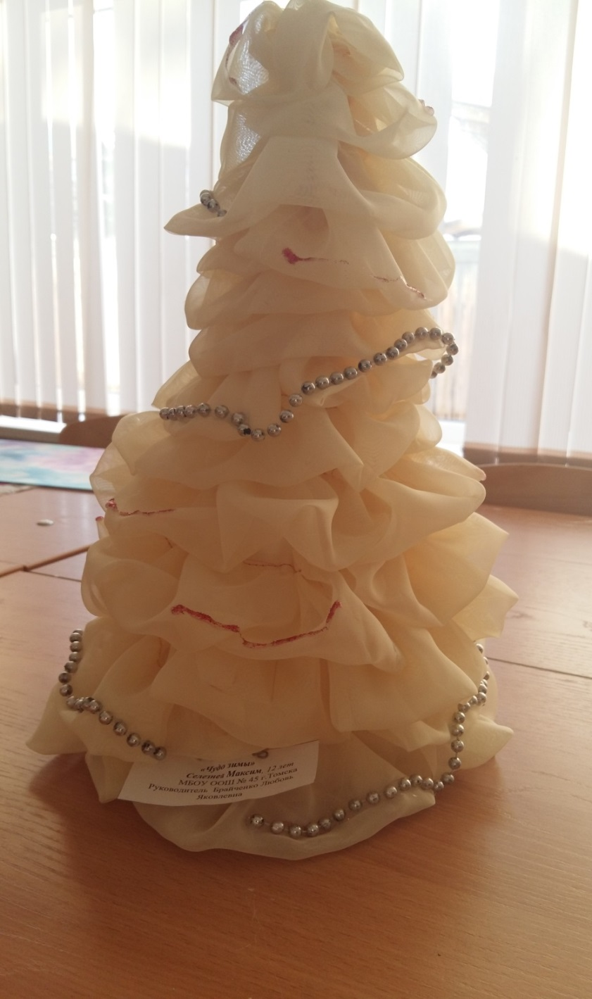 «Чудо зимы»
Селезнев Максим, 12 лет
МБОУ ООШ № 45 г. Томска
Руководитель Брайченко Любовь
Яковлевна